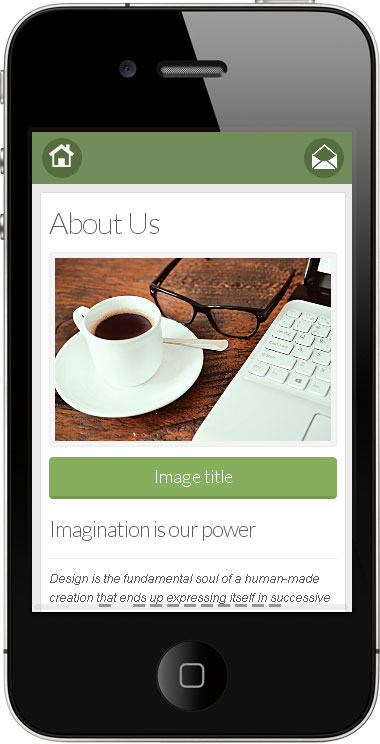 About Us
Image title
Imagination is our power
Design is the fundamental soul of a human-made
creation that ends up expressing itself in successive